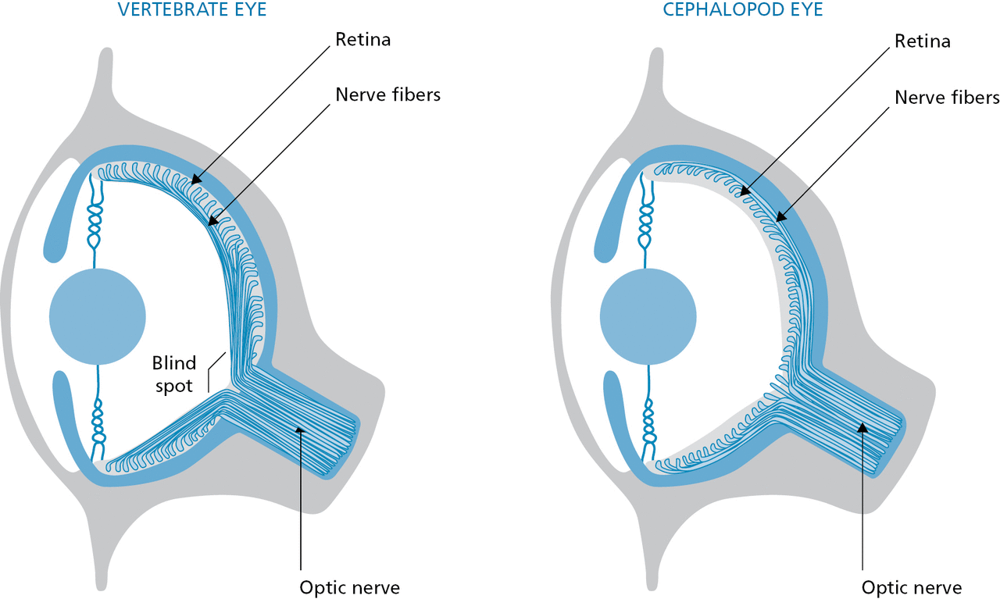 VERTEBRATE EYE
Retina
Nerve fibers
Blind
spot
Optic nerve
CEPHALOPOD EYE
Retina
Nerve fibers
Optic nerve